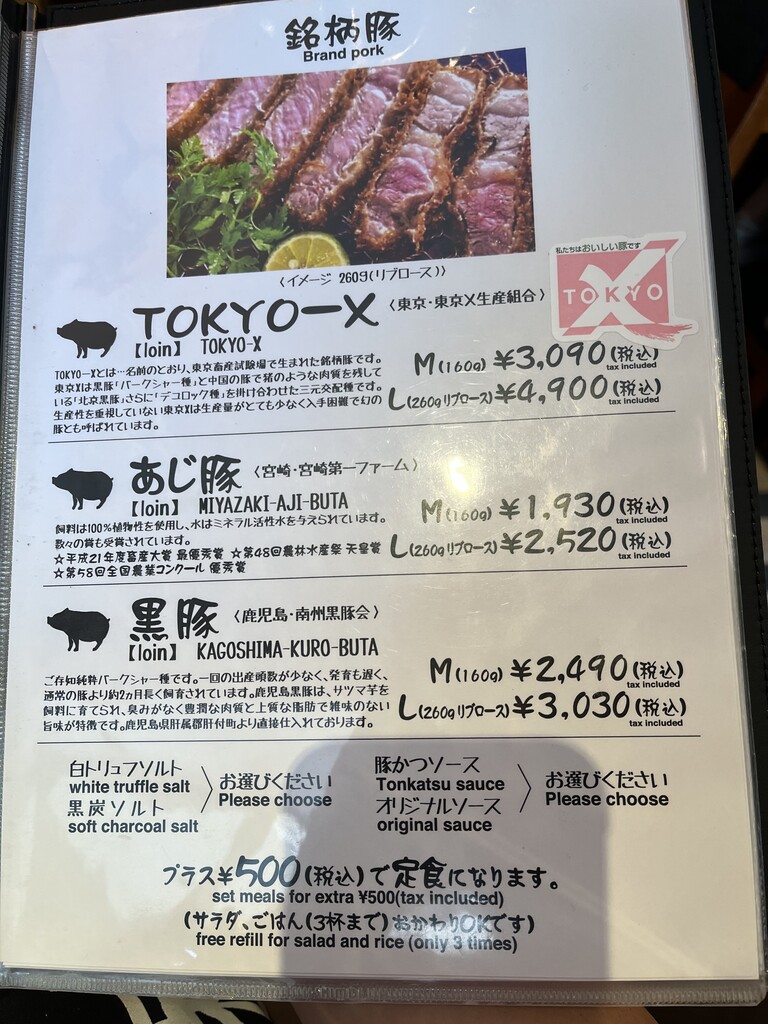 銘柄豚
Brand pork
〈イメージ 260g(リブロース)〉
私たちはおいしい豚です
TOKYO X
TOKYOーX 〈東京・東京X生産組合〉
【loin】 TOKYO-X
TOKYOーXとは…名前のとおり、東京畜産試験場で生まれた銘柄豚です。
東京Xは黒豚「バークシャー種」と中国の豚で猪のような肉質を残して
いる「北京黒豚」さらに「デュロック種」を掛け合わせた三元交配種です。
生産性を重視していない東京Xは生産量がとても少なく入手困難で幻の
豚とも呼ばれています。
M(160g) ¥3,090(税込)
tax included
L(260gリブロース)¥4,900(税込)
tax included
あじ豚 〈宮崎・宮崎第一ファーム〉
【loin】 MIYAZAKI-AJI-BUTA
飼料は100%植物性を使用し、水はミネラル活性水を与えられています。
数々の賞も受賞されています。
☆平成21年度畜産大賞 最優秀賞 ☆第48回農林水産祭 天皇賞
☆第58回全国農業コンクール 優秀賞
M(160g) ¥1,930(税込)
tax included
L(260gリブロース)¥2,520(税込)
tax included
黒豚 〈鹿児島・南州黒豚会〉
【loin】 KAGOSHIMA-KURO-BUTA
ご存知純粋バークシャー種です。一回の出産頭数が少なく、発育も遅く、
通常の豚より約2ヵ月長く飼育されています。鹿児島黒豚は、サツマ芋を
飼料に育てられ、臭みがなく豊潤な肉質と上質な脂肪で雑味のない
旨味が特徴です。鹿児島県肝属郡肝付町より直接仕入れております。
M(160g) ¥2,490(税込)
tax included
L(260gリブロース)¥3,030(税込)
tax included
白トリュフソルト
white truffle salt
黒炭ソルト
soft charcoal salt
お選びください
Please choose
豚かつソース
Tonkatsu sauce
オリジナルソース
original sauce
お選びください
Please choose
プラス¥500(税込)で定食になります。
set meals for extra ¥500(tax included)
(サラダ、ごはん(3杯まで)おかわりOKです)
free refill for salad and rice (only 3 times)